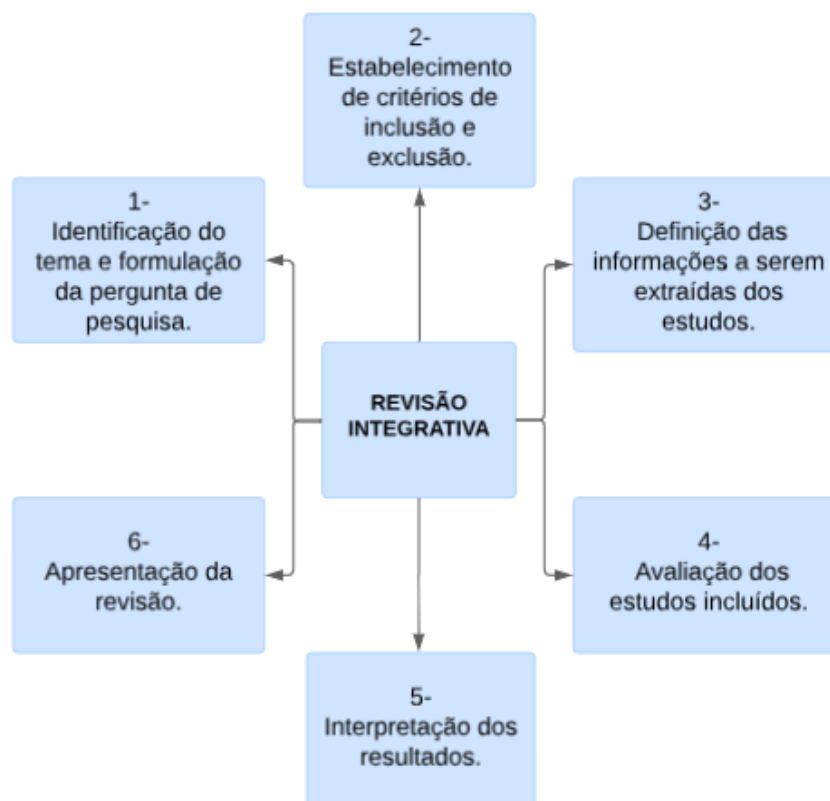 1-
Identificação do
tema e formulação
da pergunta de
pesquisa.
2-
Estabelecimento
de critérios de
inclusão e
exclusão.
3-
Definição das
informações a serem
extraídas dos
estudos.
REVISÃO
INTEGRATIVA
4-
Avaliação dos
estudos incluídos.
5-
Interpretação dos
resultados.
6-
Apresentação da
revisão.